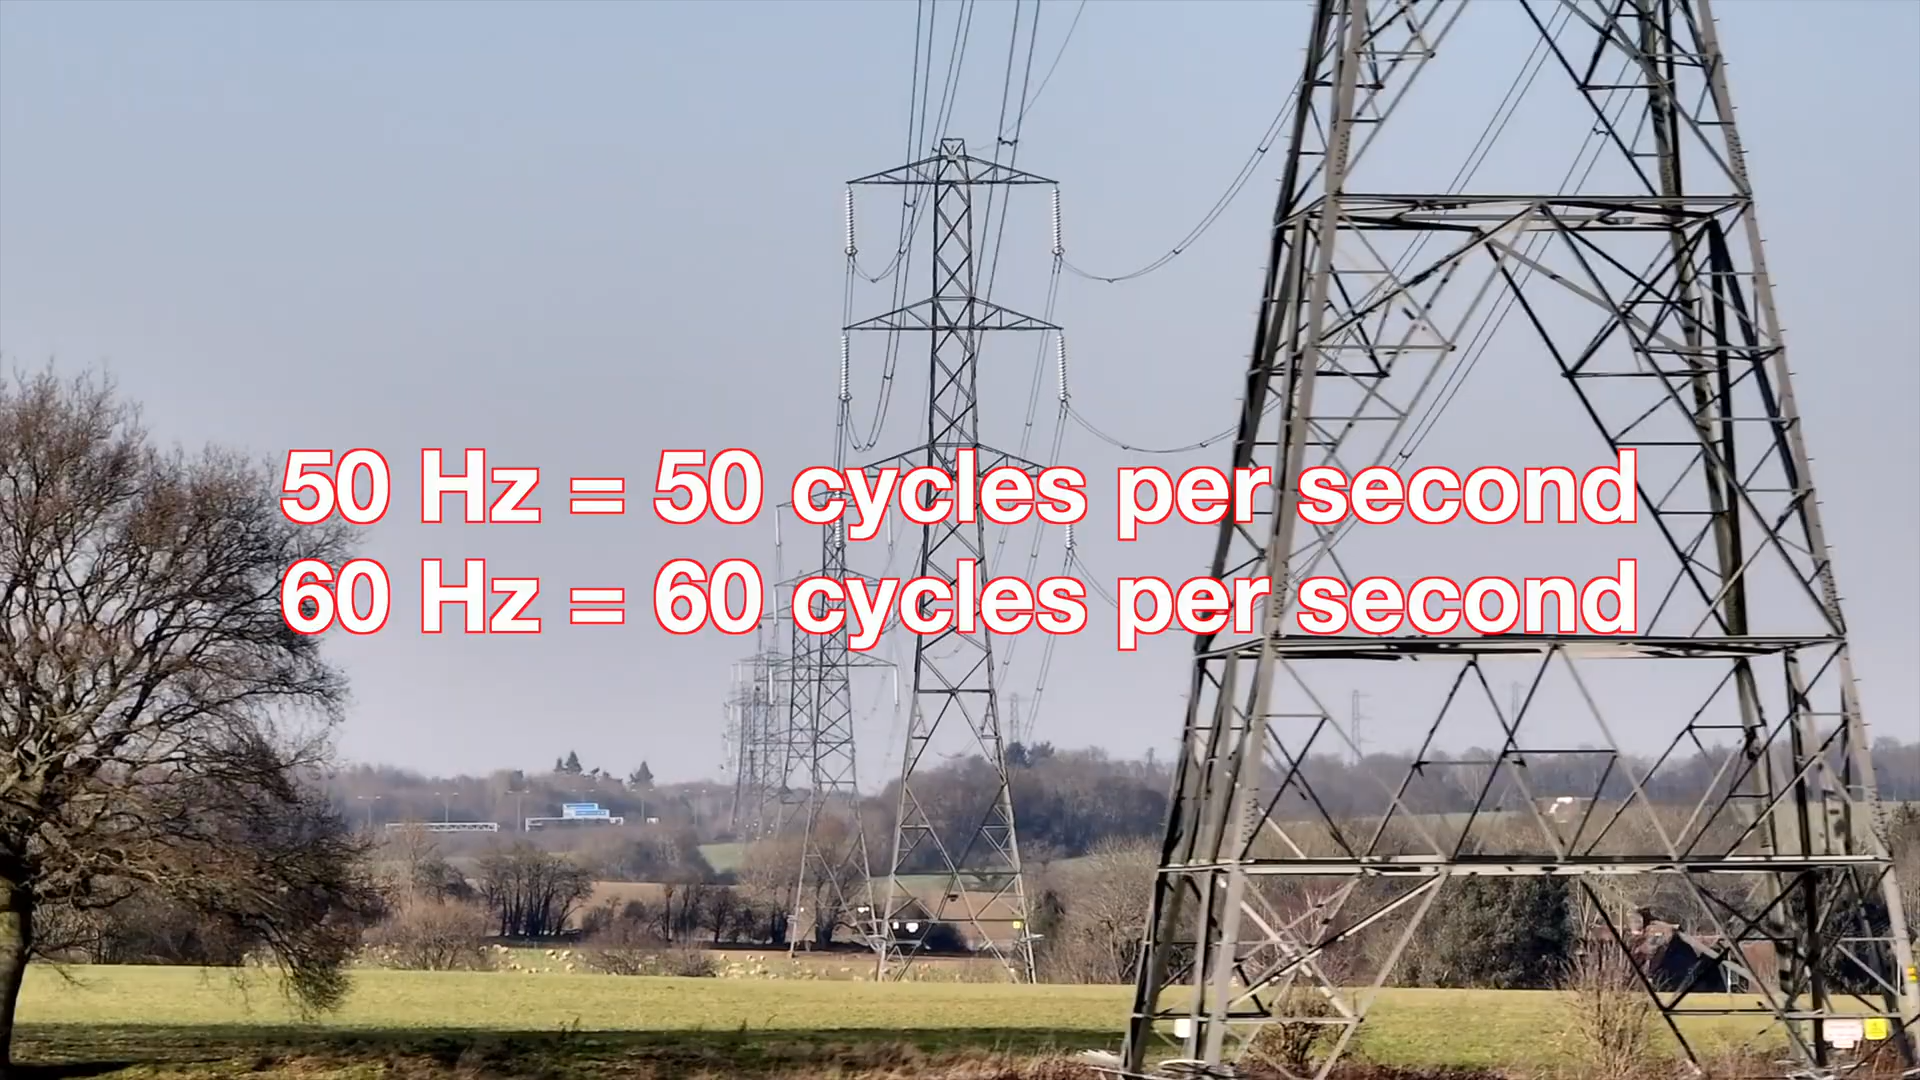 50 Hz = 50 cycles per second
60 Hz = 60 cycles per second